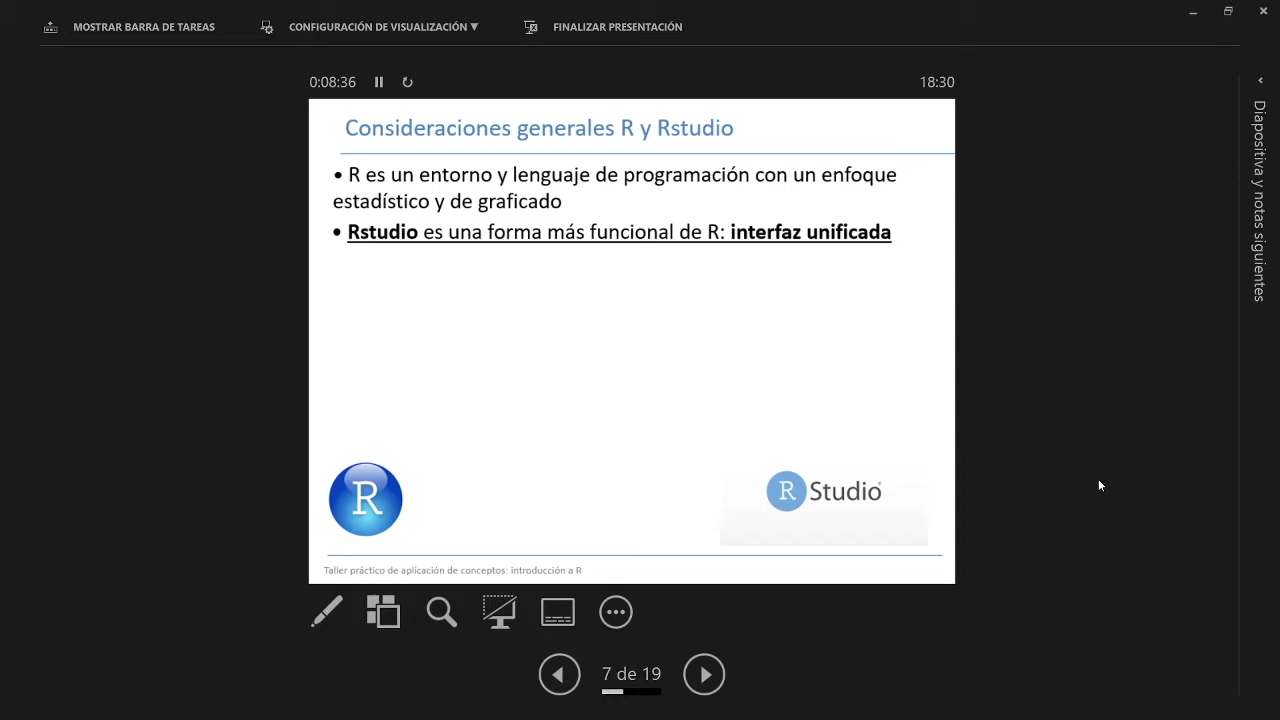 MOSTRAR BARRA DE TAREAS
CONFIGURACIÓN DE VISUALIZACIÓN ▼
FINALIZAR PRESENTACIÓN
0:08:36
18:30
Consideraciones generales R y Rstudio
• R es un entorno y lenguaje de programación con un enfoque
estadístico y de graficado
• Rstudio es una forma más funcional de R: interfaz unificada
R
R Studio®
Taller práctico de aplicación de conceptos: introducción a R
7 de 19
Diapositiva y notas siguientes